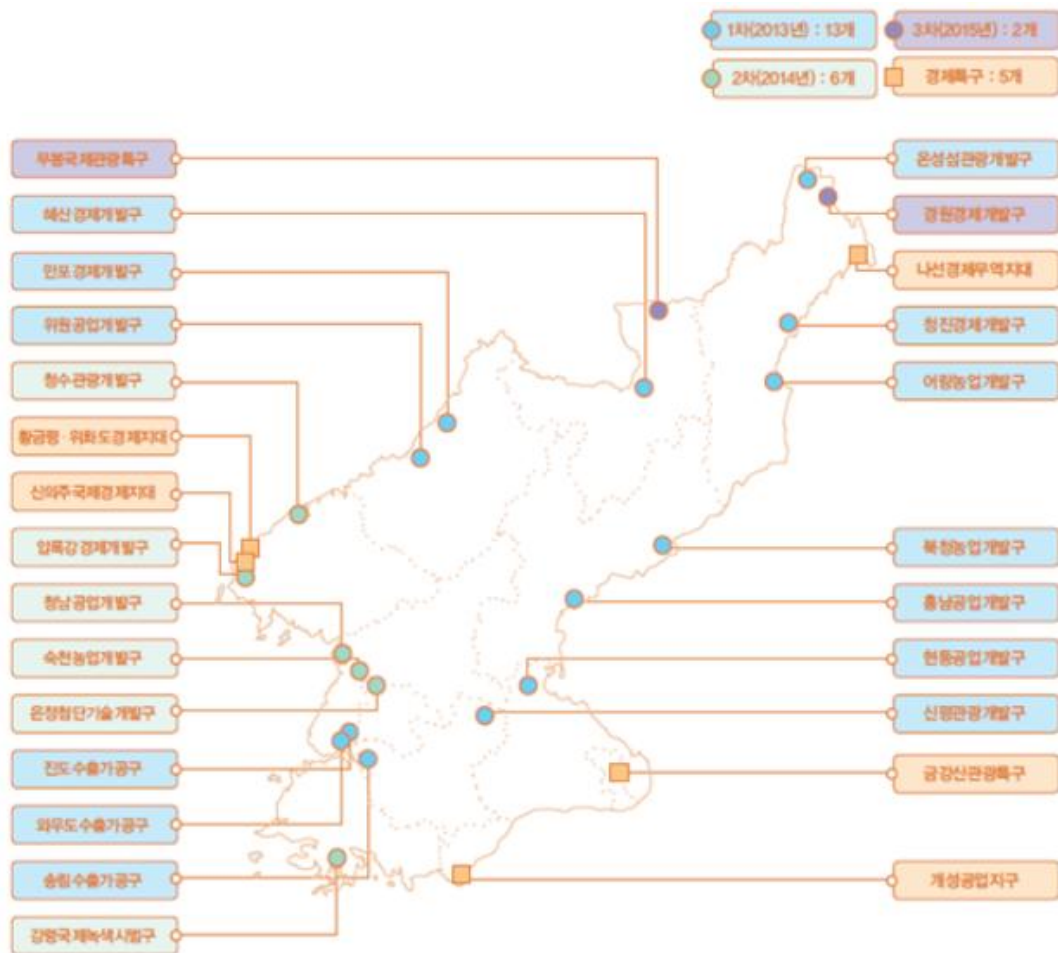 1차(2013년) : 13개
3차(2015년) : 2개
2차(2014년) : 6개
경제특구 : 5개
무봉국제관광특구
혜산경제개발구
만포경제개발구
위원공업개발구
청수관광개발구
황금평·위화도경제지대
신의주국제경제지대
압록강경제개발구
청남공업개발구
숙천농업개발구
은정첨단기술개발구
진도수출가공구
와우도수출가공구
송림수출가공구
강령국제녹색시범구
온성섬관광개발구
경원경제개발구
나선경제무역지대
청진경제개발구
어랑농업개발구
북청농업개발구
흥남공업개발구
현동공업개발구
신평관광개발구
금강산관광특구
개성공업지구